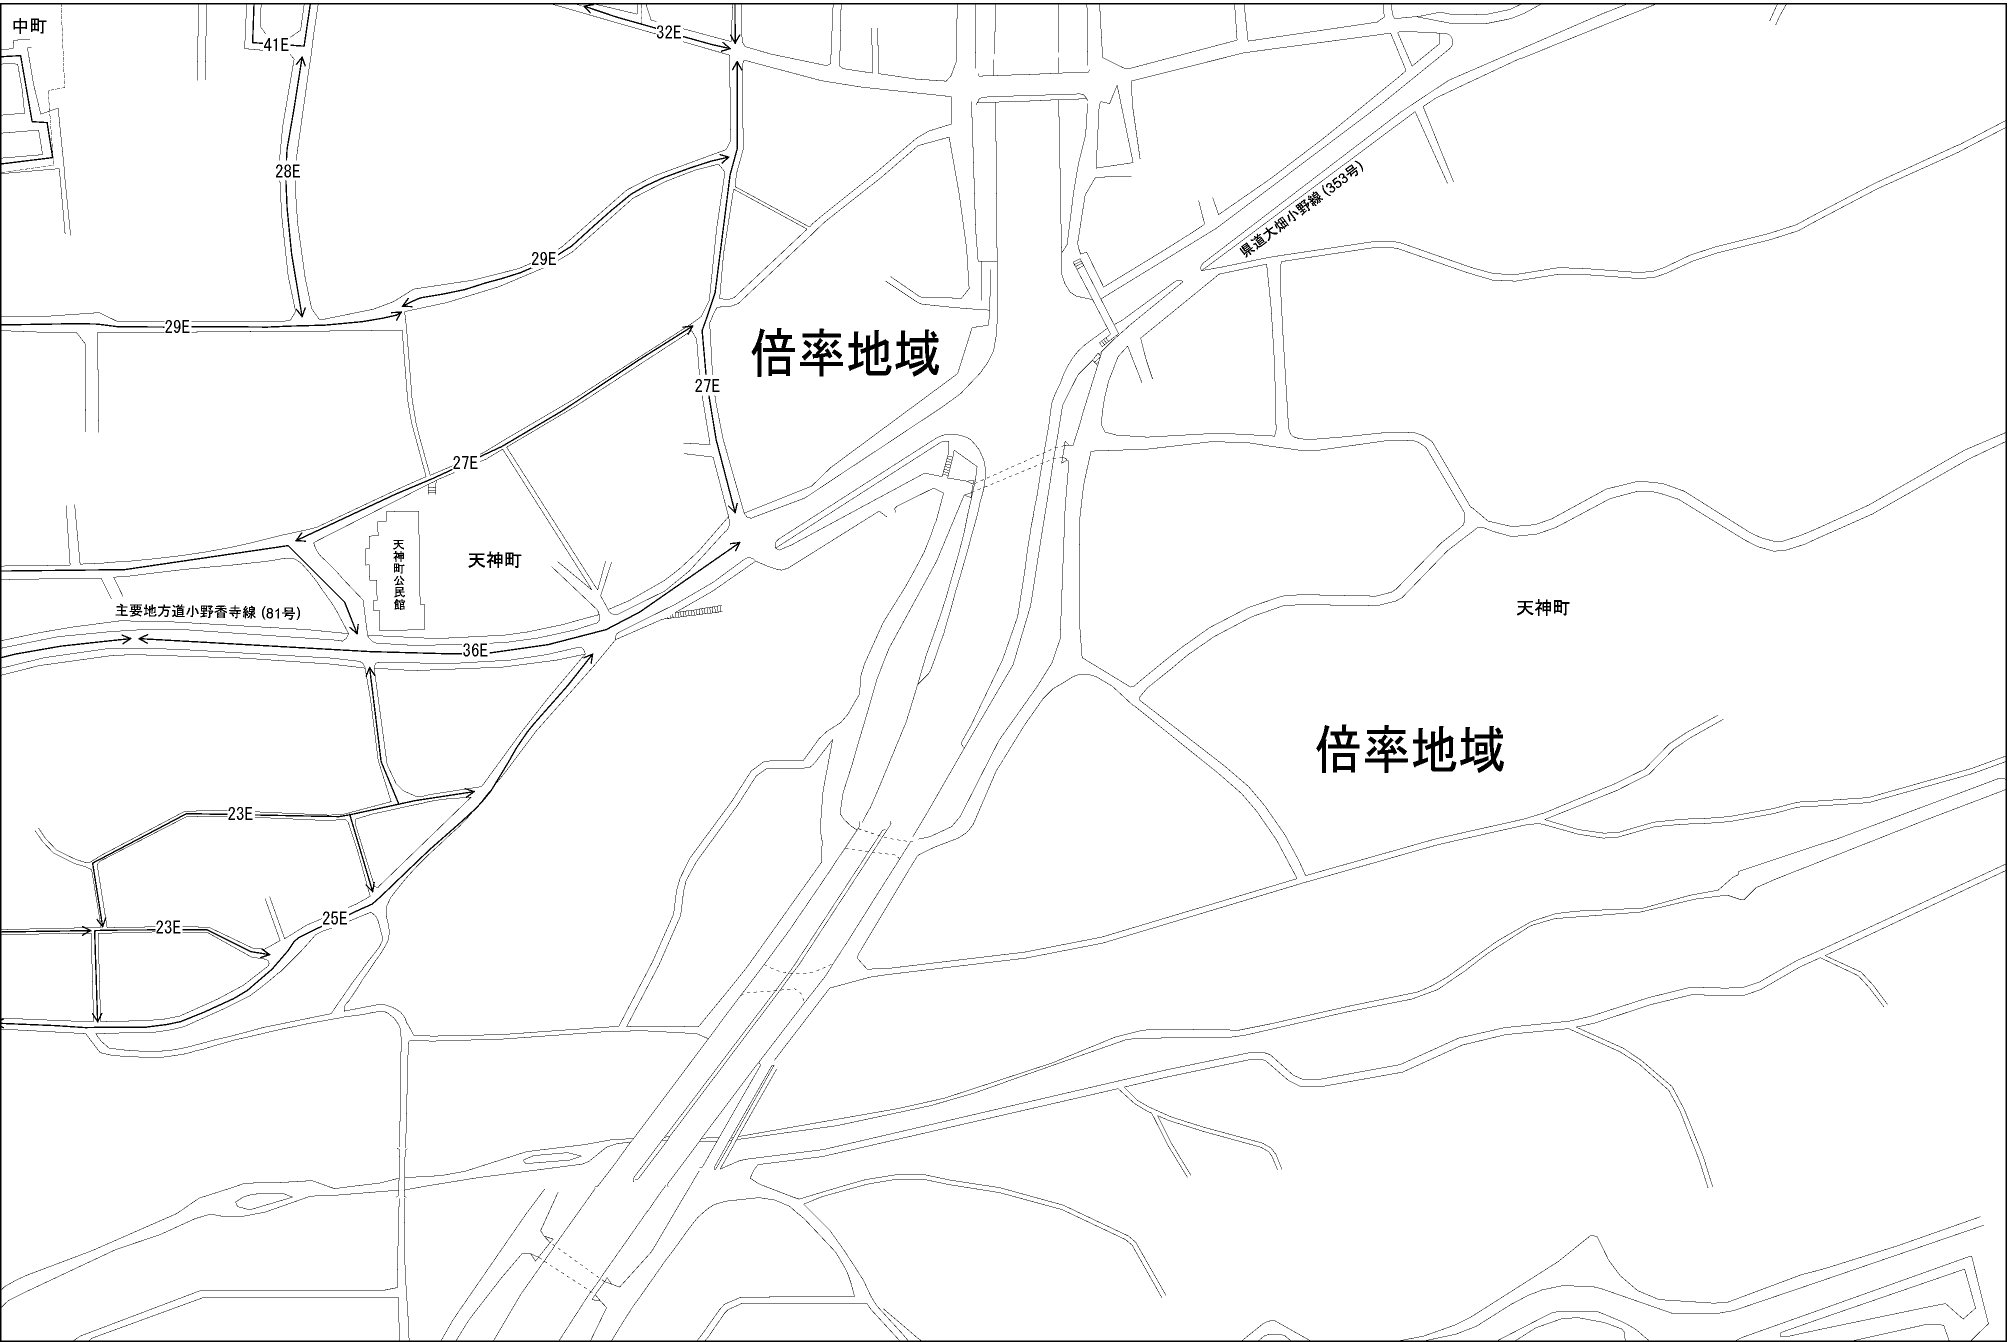 中町
41E
32E
28E
県道大畑小野線(353号)
29E
29E
倍率地域
27E
27E
天神町公民館
天神町
主要地方道小野香寺線(81号)
天神町
36E
倍率地域
23E
25E
23E